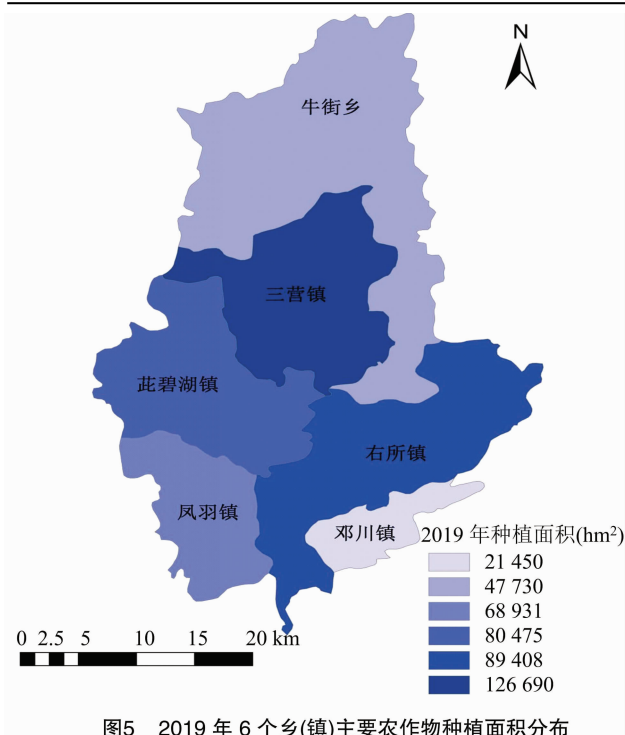 N
牛街乡
三营镇
茈碧湖镇
右所镇
凤羽镇
邓川镇
2019 年种植面积(hm²)
21 450
47 730
68 931
80 475
89 408
126 690
0 2.5 5 10 15 20 km
图5 2019 年 6 个乡(镇)主要农作物种植面积分布